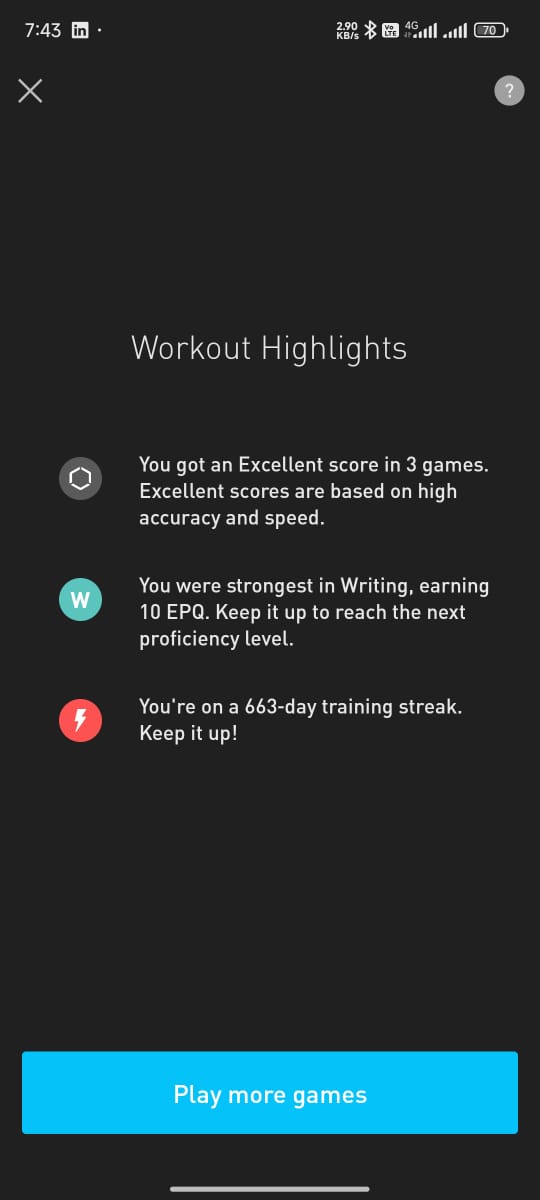 7:43 in
2.90 KB/s Vo LTE 4G 70
?
Workout Highlights
You got an Excellent score in 3 games.
Excellent scores are based on high
accuracy and speed.
W
You were strongest in Writing, earning
10 EPQ. Keep it up to reach the next
proficiency level.
You're on a 663-day training streak.
Keep it up!
Play more games